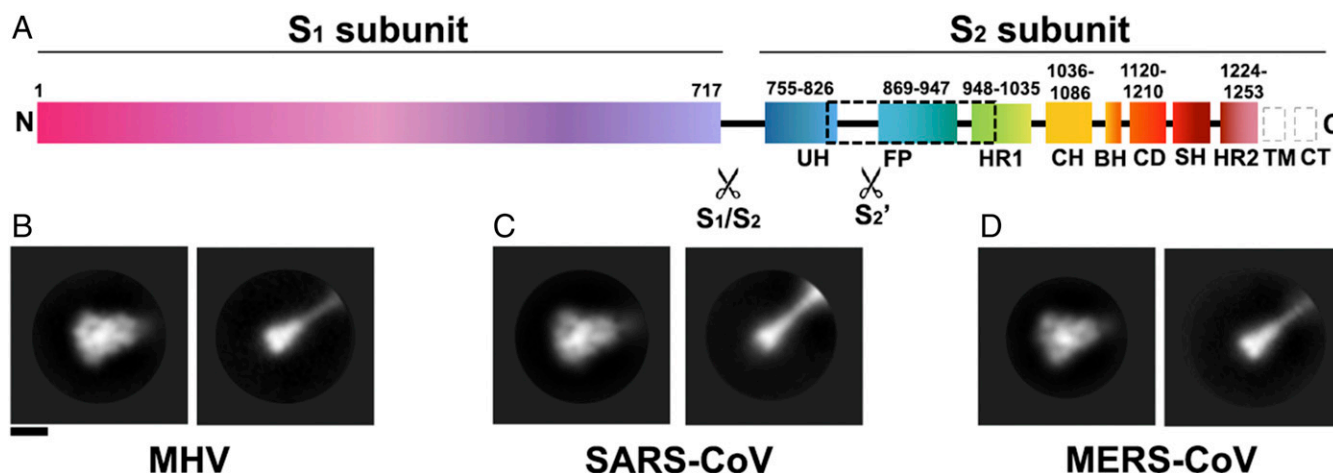 A
S1 subunit
S2 subunit
1
717
755-826
869-947
948-1035
1036-
1086
1120-
1210
1224-
1253
N
C
UH
FP
HR1
CH
BH
CD
SH
HR2
TM
CT
S1/S2
S2'
B
C
D
MHV
SARS-CoV
MERS-CoV